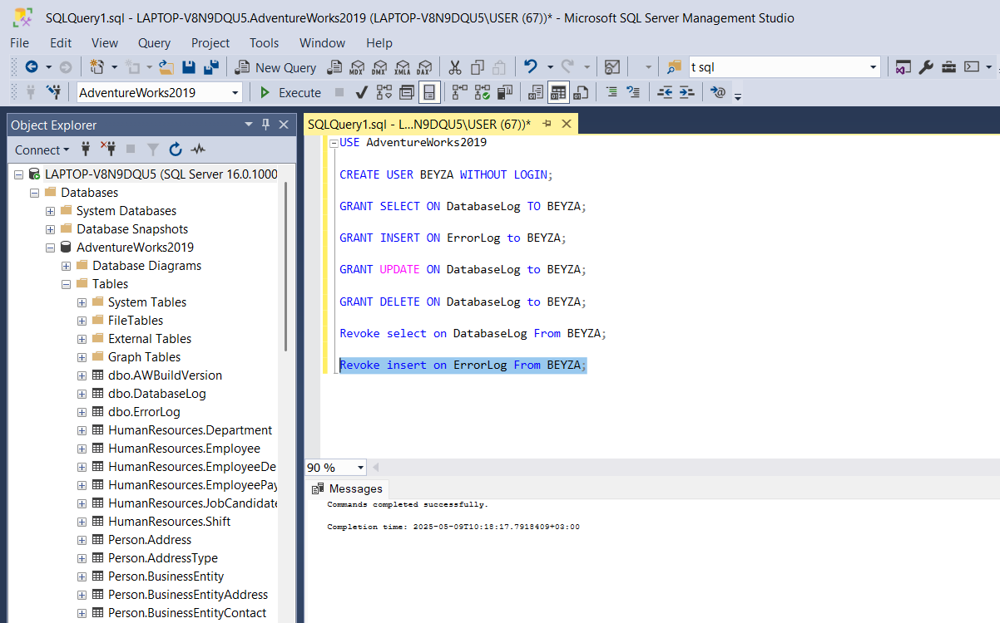 SQLQuery1.sql - LAPTOP-V8N9DQU5.AdventureWorks2019 (LAPTOP-V8N9DQU5\USER (67))* - Microsoft SQL Server Management Studio
File Edit View Query Project Tools Window Help
New Query MDX DMX XMLA DAX t sql
AdventureWorks2019 Execute
Object Explorer
Connect
LAPTOP-V8N9DQU5 (SQL Server 16.0.1000
Databases
System Databases
Database Snapshots
AdventureWorks2019
Database Diagrams
Tables
System Tables
FileTables
External Tables
Graph Tables
dbo.AWBuildVersion
dbo.DatabaseLog
dbo.ErrorLog
HumanResources.Department
HumanResources.Employee
HumanResources.EmployeeDe
HumanResources.EmployeePay
HumanResources.JobCandidate
HumanResources.Shift
Person.Address
Person.AddressType
Person.BusinessEntity
Person.BusinessEntityAddress
Person.BusinessEntityContact
SQLQuery1.sql - L...N9DQU5\USER (67))*
USE AdventureWorks2019
CREATE USER BEYZA WITHOUT LOGIN;
GRANT SELECT ON DatabaseLog TO BEYZA;
GRANT INSERT ON ErrorLog to BEYZA;
GRANT UPDATE ON DatabaseLog to BEYZA;
GRANT DELETE ON DatabaseLog to BEYZA;
Revoke select on DatabaseLog From BEYZA;
Revoke insert on ErrorLog From BEYZA;
90 %
Messages
Commands completed successfully.
Completion time: 2025-05-09T10:18:17.7918409+03:00